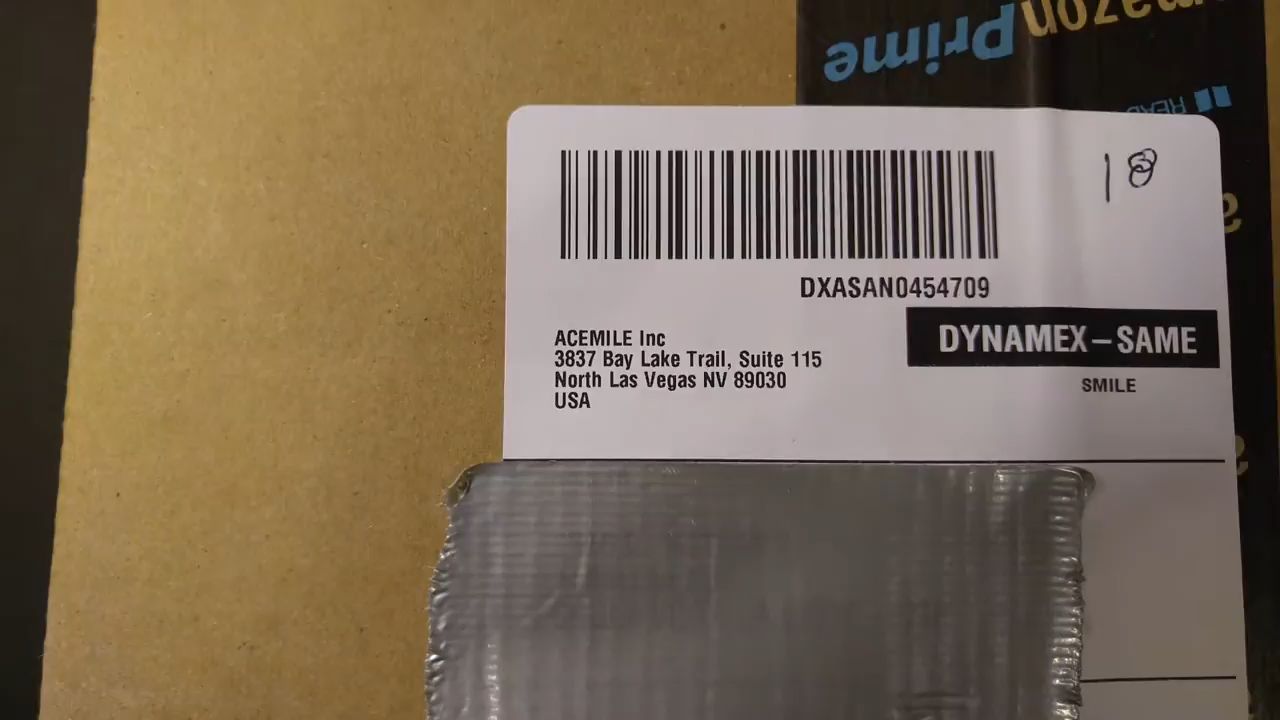 amazon Prime
READ
18
DXASAN0454709
DYNAMEX-SAME
SMILE
ACEMILE Inc
3837 Bay Lake Trail, Suite 115
North Las Vegas NV 89030
USA